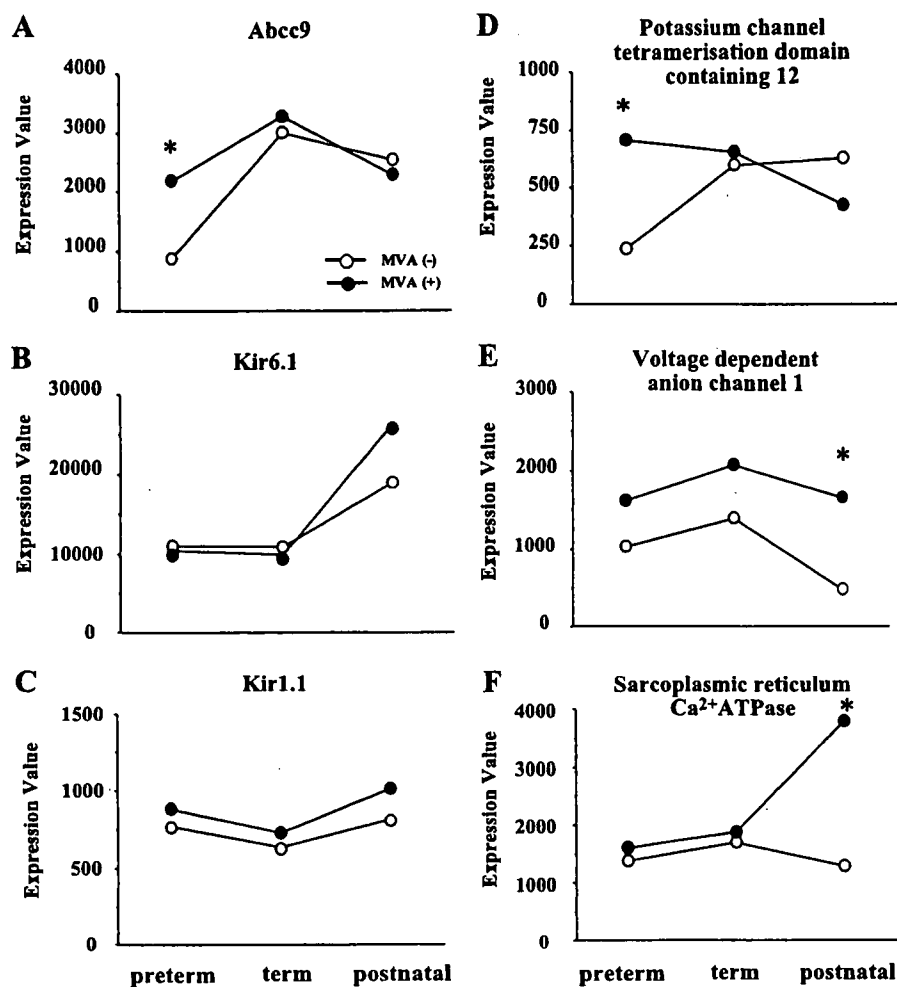 A
Abcc9
4000
3000
2000
1000
0
Expression Value
*
MVA (-)
MVA (+)
B
Kir6.1
30000
20000
10000
0
Expression Value
C
Kir1.1
1500
1000
500
0
Expression Value
preterm term postnatal
D
Potassium channel
tetramerisation domain
containing 12
1000
750
500
250
0
Expression Value
*
E
Voltage dependent
anion channel 1
3000
2000
1000
0
Expression Value
*
F
Sarcoplasmic reticulum
Ca²⁺ATPase
4000
3000
2000
1000
0
Expression Value
*
preterm term postnatal